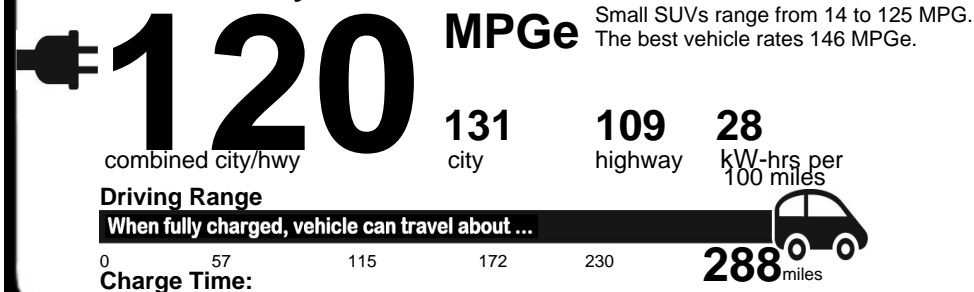 120
MPGe
Small SUVs range from 14 to 125 MPG.
The best vehicle rates 146 MPGe.
131
109
28
combined city/hwy
city
highway
kW-hrs per
100 miles
Driving Range
When fully charged, vehicle can travel about ...
0 57 115 172 230 288 miles
Charge Time: